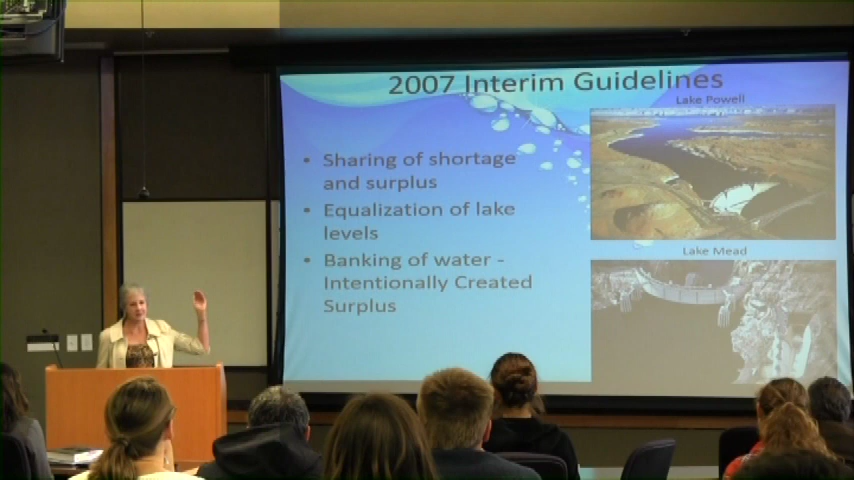 2007 Interim Guidelines
Lake Powell
• Sharing of shortage
and surplus
• Equalization of lake
levels
• Banking of water -
Intentionally Created
Surplus
Lake Mead